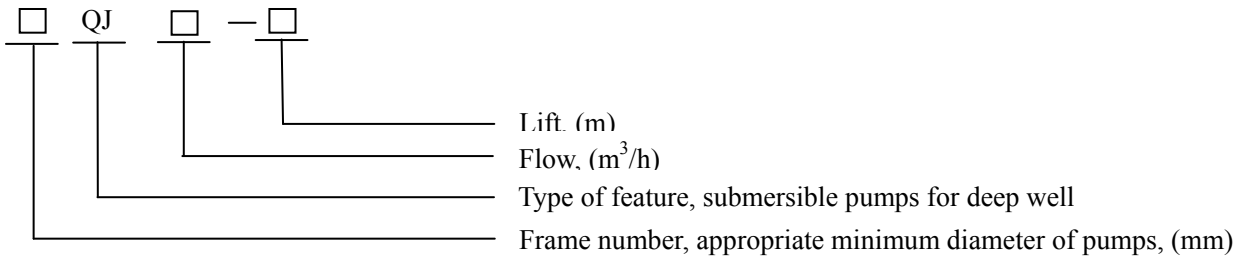 □ QJ □ — □
Lift, (m)
Flow, (m³/h)
Type of feature, submersible pumps for deep well
Frame number, appropriate minimum diameter of pumps, (mm)